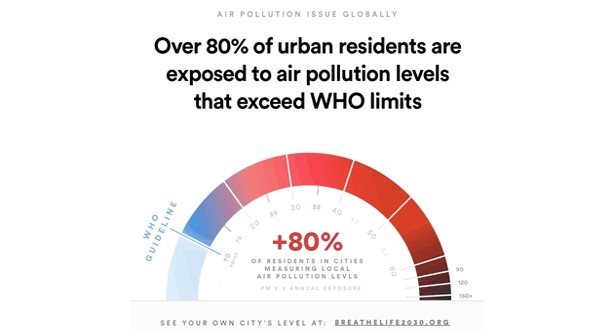 AIR POLLUTION ISSUE GLOBALLY
Over 80% of urban residents are
exposed to air pollution levels
that exceed WHO limits
WHO
GUIDELINE
10
15
20
25
30
35
40
45
50
55
60
90
120
150+
+80%
OF RESIDENTS IN CITIES
MEASURING LOCAL
AIR POLLUTION LEVLS
PM 2.5 ANNUAL EXPOSURE
SEE YOUR OWN CITY'S LEVEL AT: BREATHELIFE2030.ORG